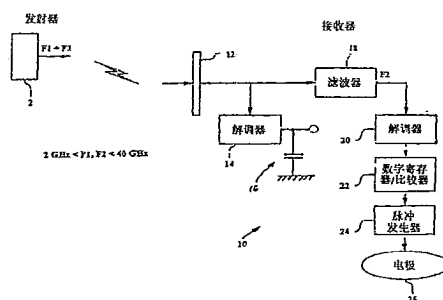 发射器
F1 + F2
2
接收器
12
滤波器
18
F2
解调器
14
16
解调器
20
2 GHz < F1, F2 < 40 GHz
数字寄存
器/比较器
22
脉冲
发生器
24
10
电极
26